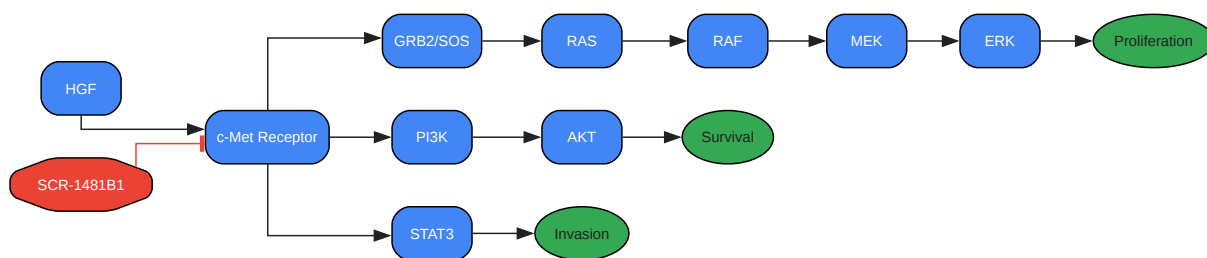 GRB2/SOS
RAS
RAF
MEK
ERK
Proliferation
HGF
c-Met Receptor
PI3K
AKT
Survival
SCR-1481B1
STAT3
Invasion